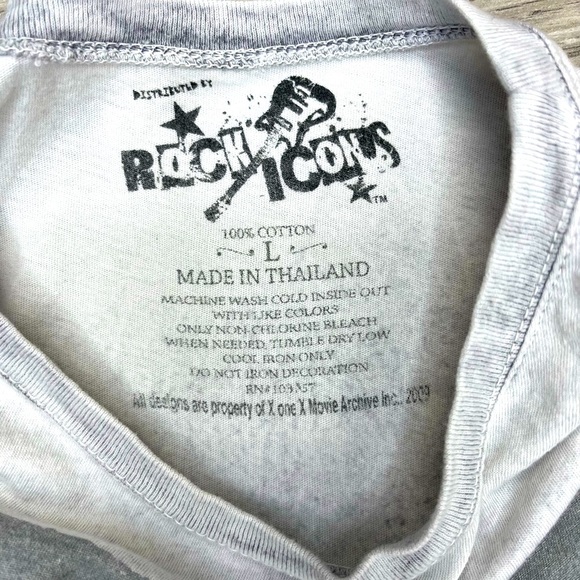 DISTRIBUTED BY
ROCK ICONS
TM
100% COTTON
L
MADE IN THAILAND
MACHINE WASH COLD INSIDE OUT
WITH LIKE COLORS
ONLY NON-CHLORINE BLEACH
WHEN NEEDED, TUMBLE DRY LOW
COOL IRON ONLY
DO NOT IRON DECORATION
All designs are property of X one X Movie Archive Inc., 2009